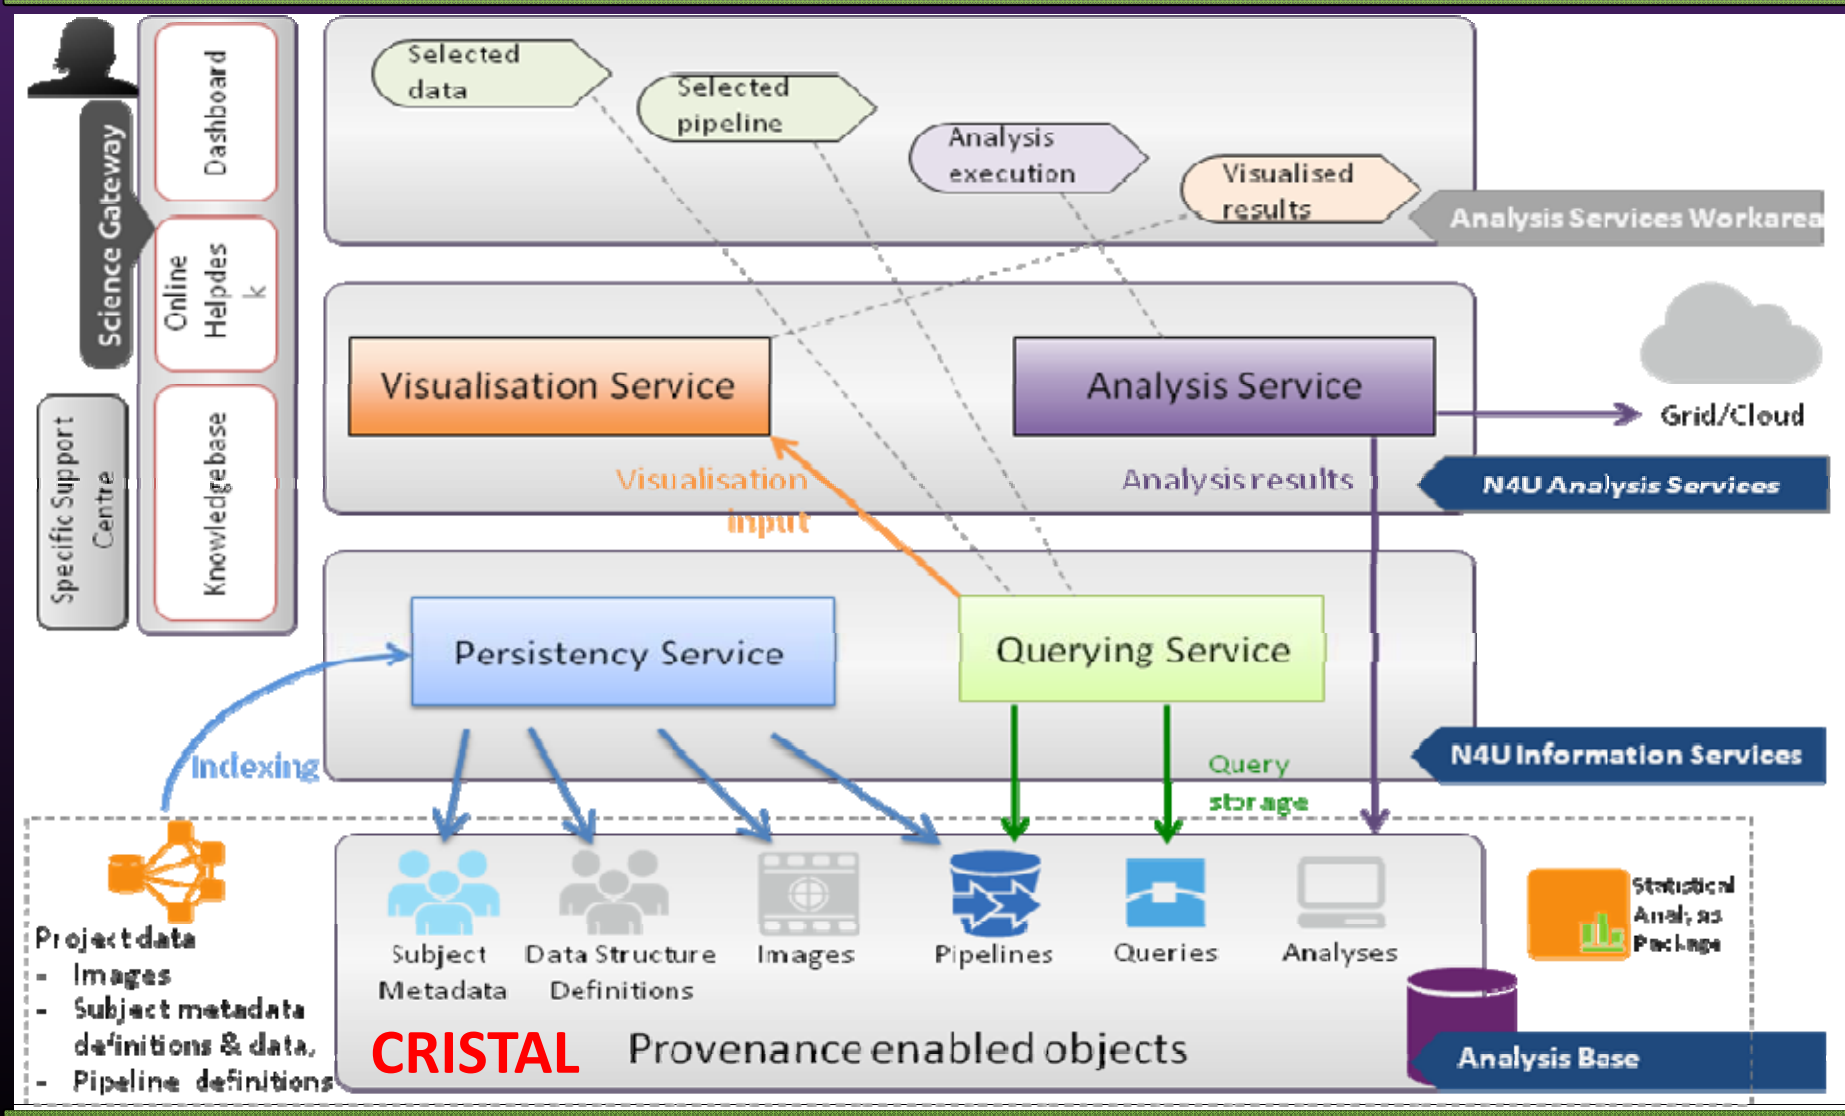 Selected
data
Selected
pipeline
Analysis
execution
Visualised
results
Analysis Services Workarea
Science Gateway
Dashboard
Online
Helpdes
k
Knowledgebase
Specific Support
Centre
Visualisation Service
Analysis Service
Grid/Cloud
Visualisation
input
Analysis results
N4U Analysis Services
Persistency Service
Querying Service
Indexing
Query
storage
N4U Information Services
Project data
- Images
- Subject metadata
definitions & data,
- Pipeline definitions
Subject
Metadata
Data Structure
Definitions
Images
Pipelines
Queries
Analyses
CRISTAL Provenance enabled objects
Statistical
Analysis
Package
Analysis Base